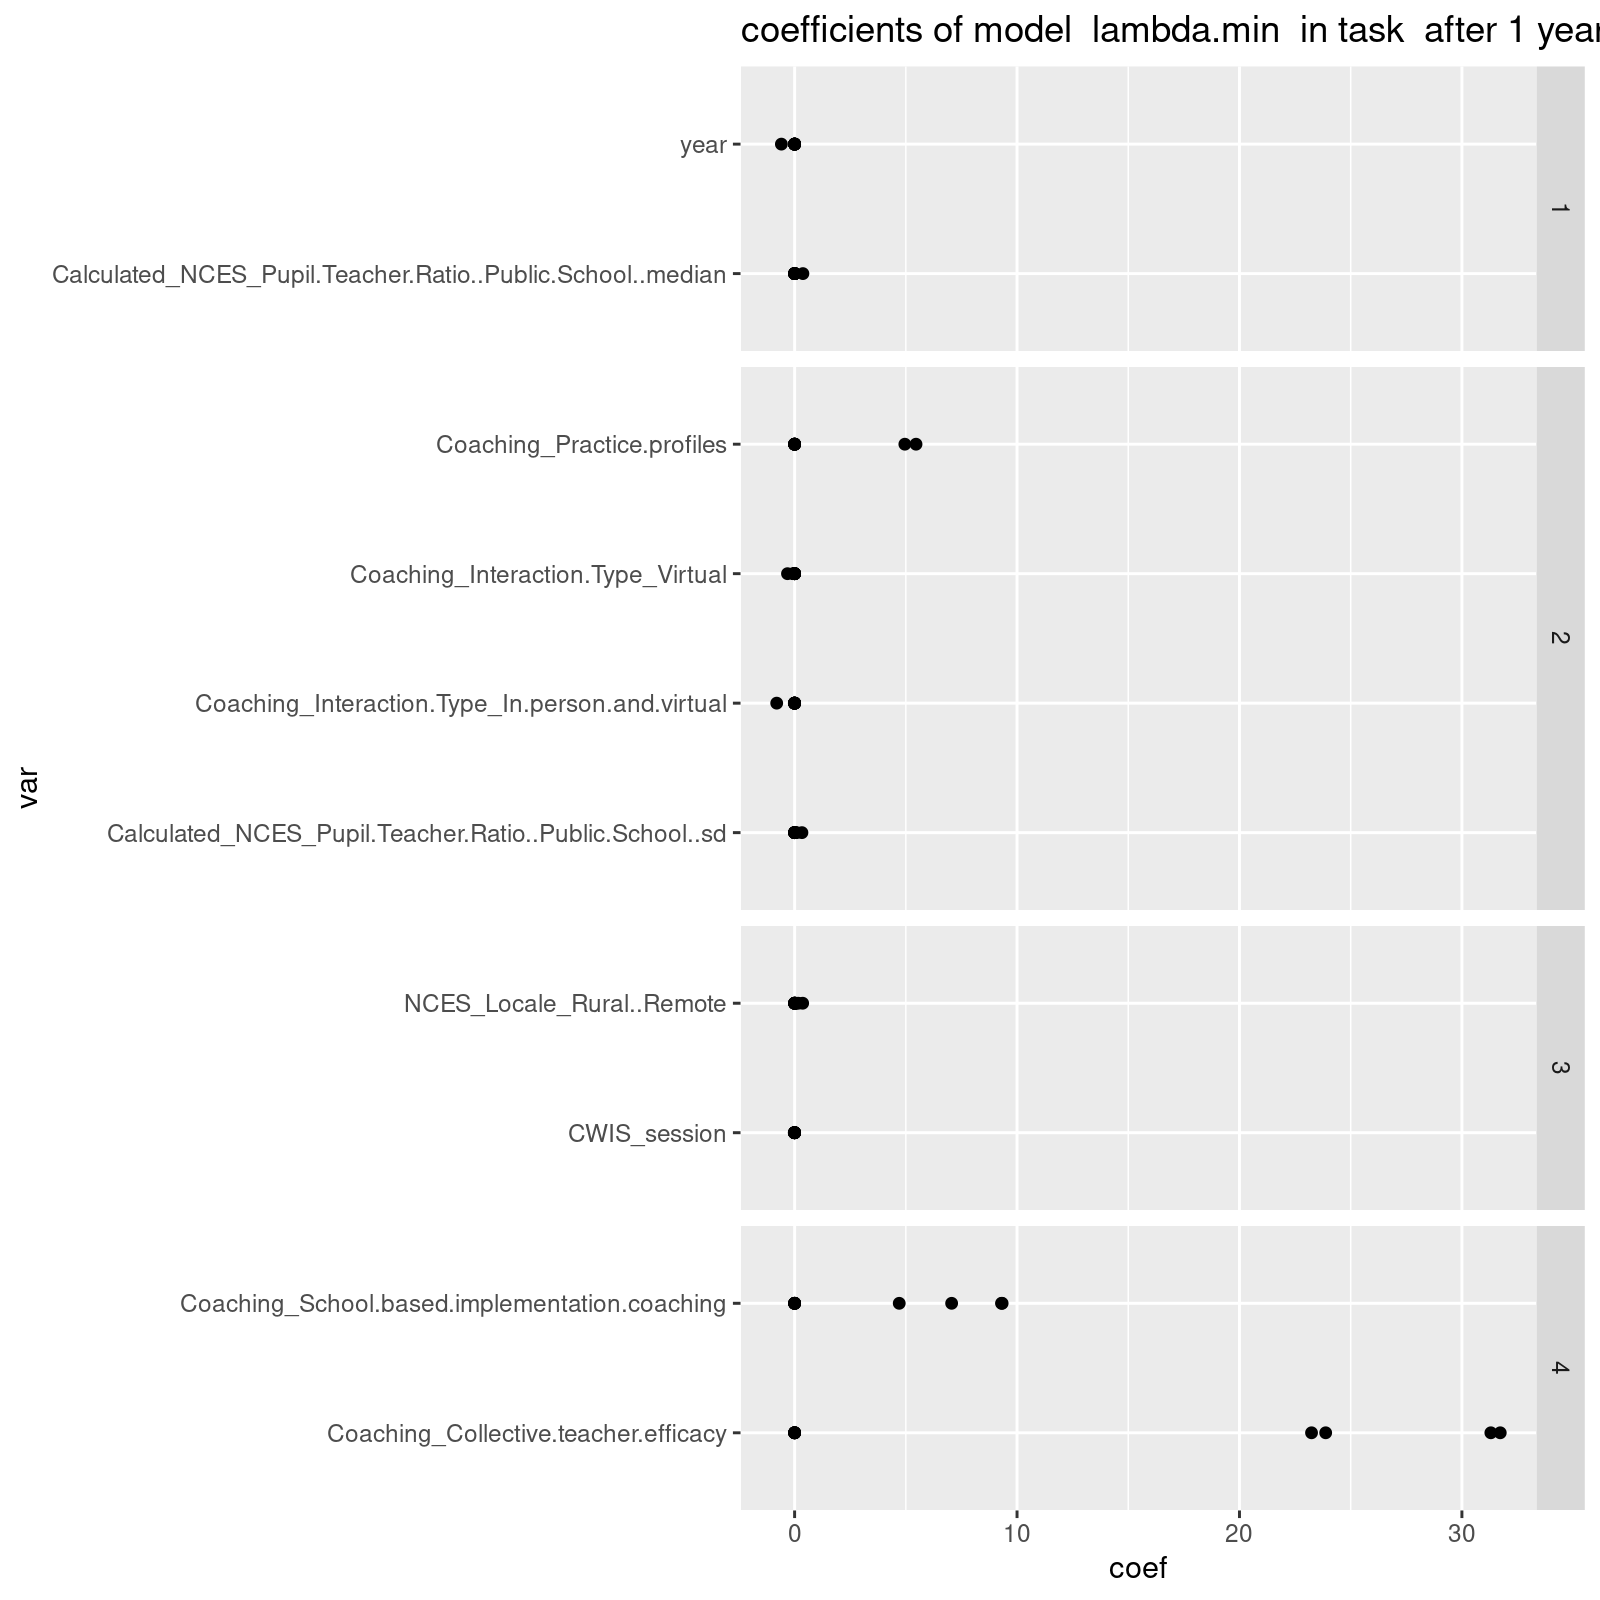 coefficients of model  lambda.min  in task  after 1 year
year
Calculated_NCES_Pupil.Teacher.Ratio..Public.School..median
1
Coaching_Practice.profiles
Coaching_Interaction.Type_Virtual
Coaching_Interaction.Type_In.person.and.virtual
Calculated_NCES_Pupil.Teacher.Ratio..Public.School..sd
2
NCES_Locale_Rural..Remote
CWIS_session
3
Coaching_School.based.implementation.coaching
Coaching_Collective.teacher.efficacy
4
var
0 10 20 30
coef